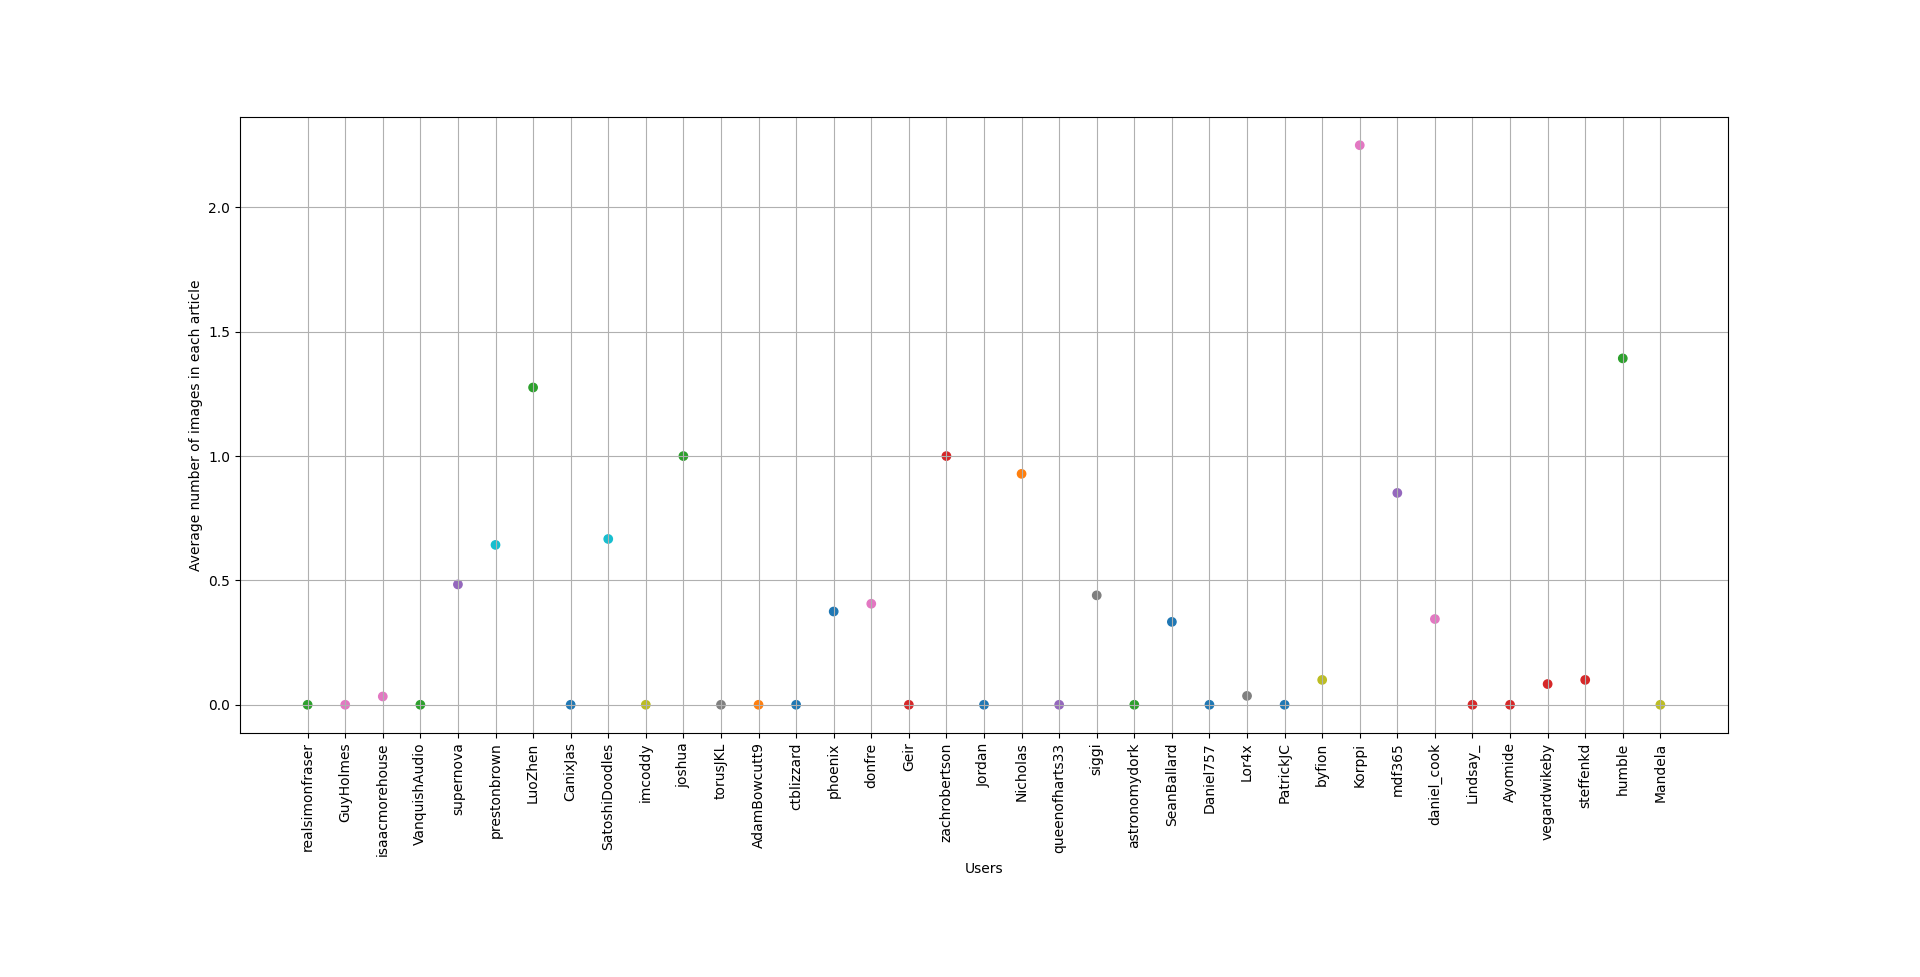 Average number of images in each article
2.0
1.5
1.0
0.5
0.0
realsimonfraser
GuyHolmes
isaacmorehouse
VanquishAudio
supernova
prestonbrown
LuoZhen
CanixJas
SatoshiDoodles
imcoddy
joshua
torusJKL
AdamBowcutt9
ctblizzard
phoenix
donfre
Geir
zachrobertson
Jordan
Nicholas
queenofharts33
siggi
astronomydork
SeanBallard
Daniel757
Lor4x
PatrickJC
byfion
Korppi
mdf365
daniel_cook
Lindsay_
Ayomide
vegardwikeby
steffenkd
humble
Mandela
Users